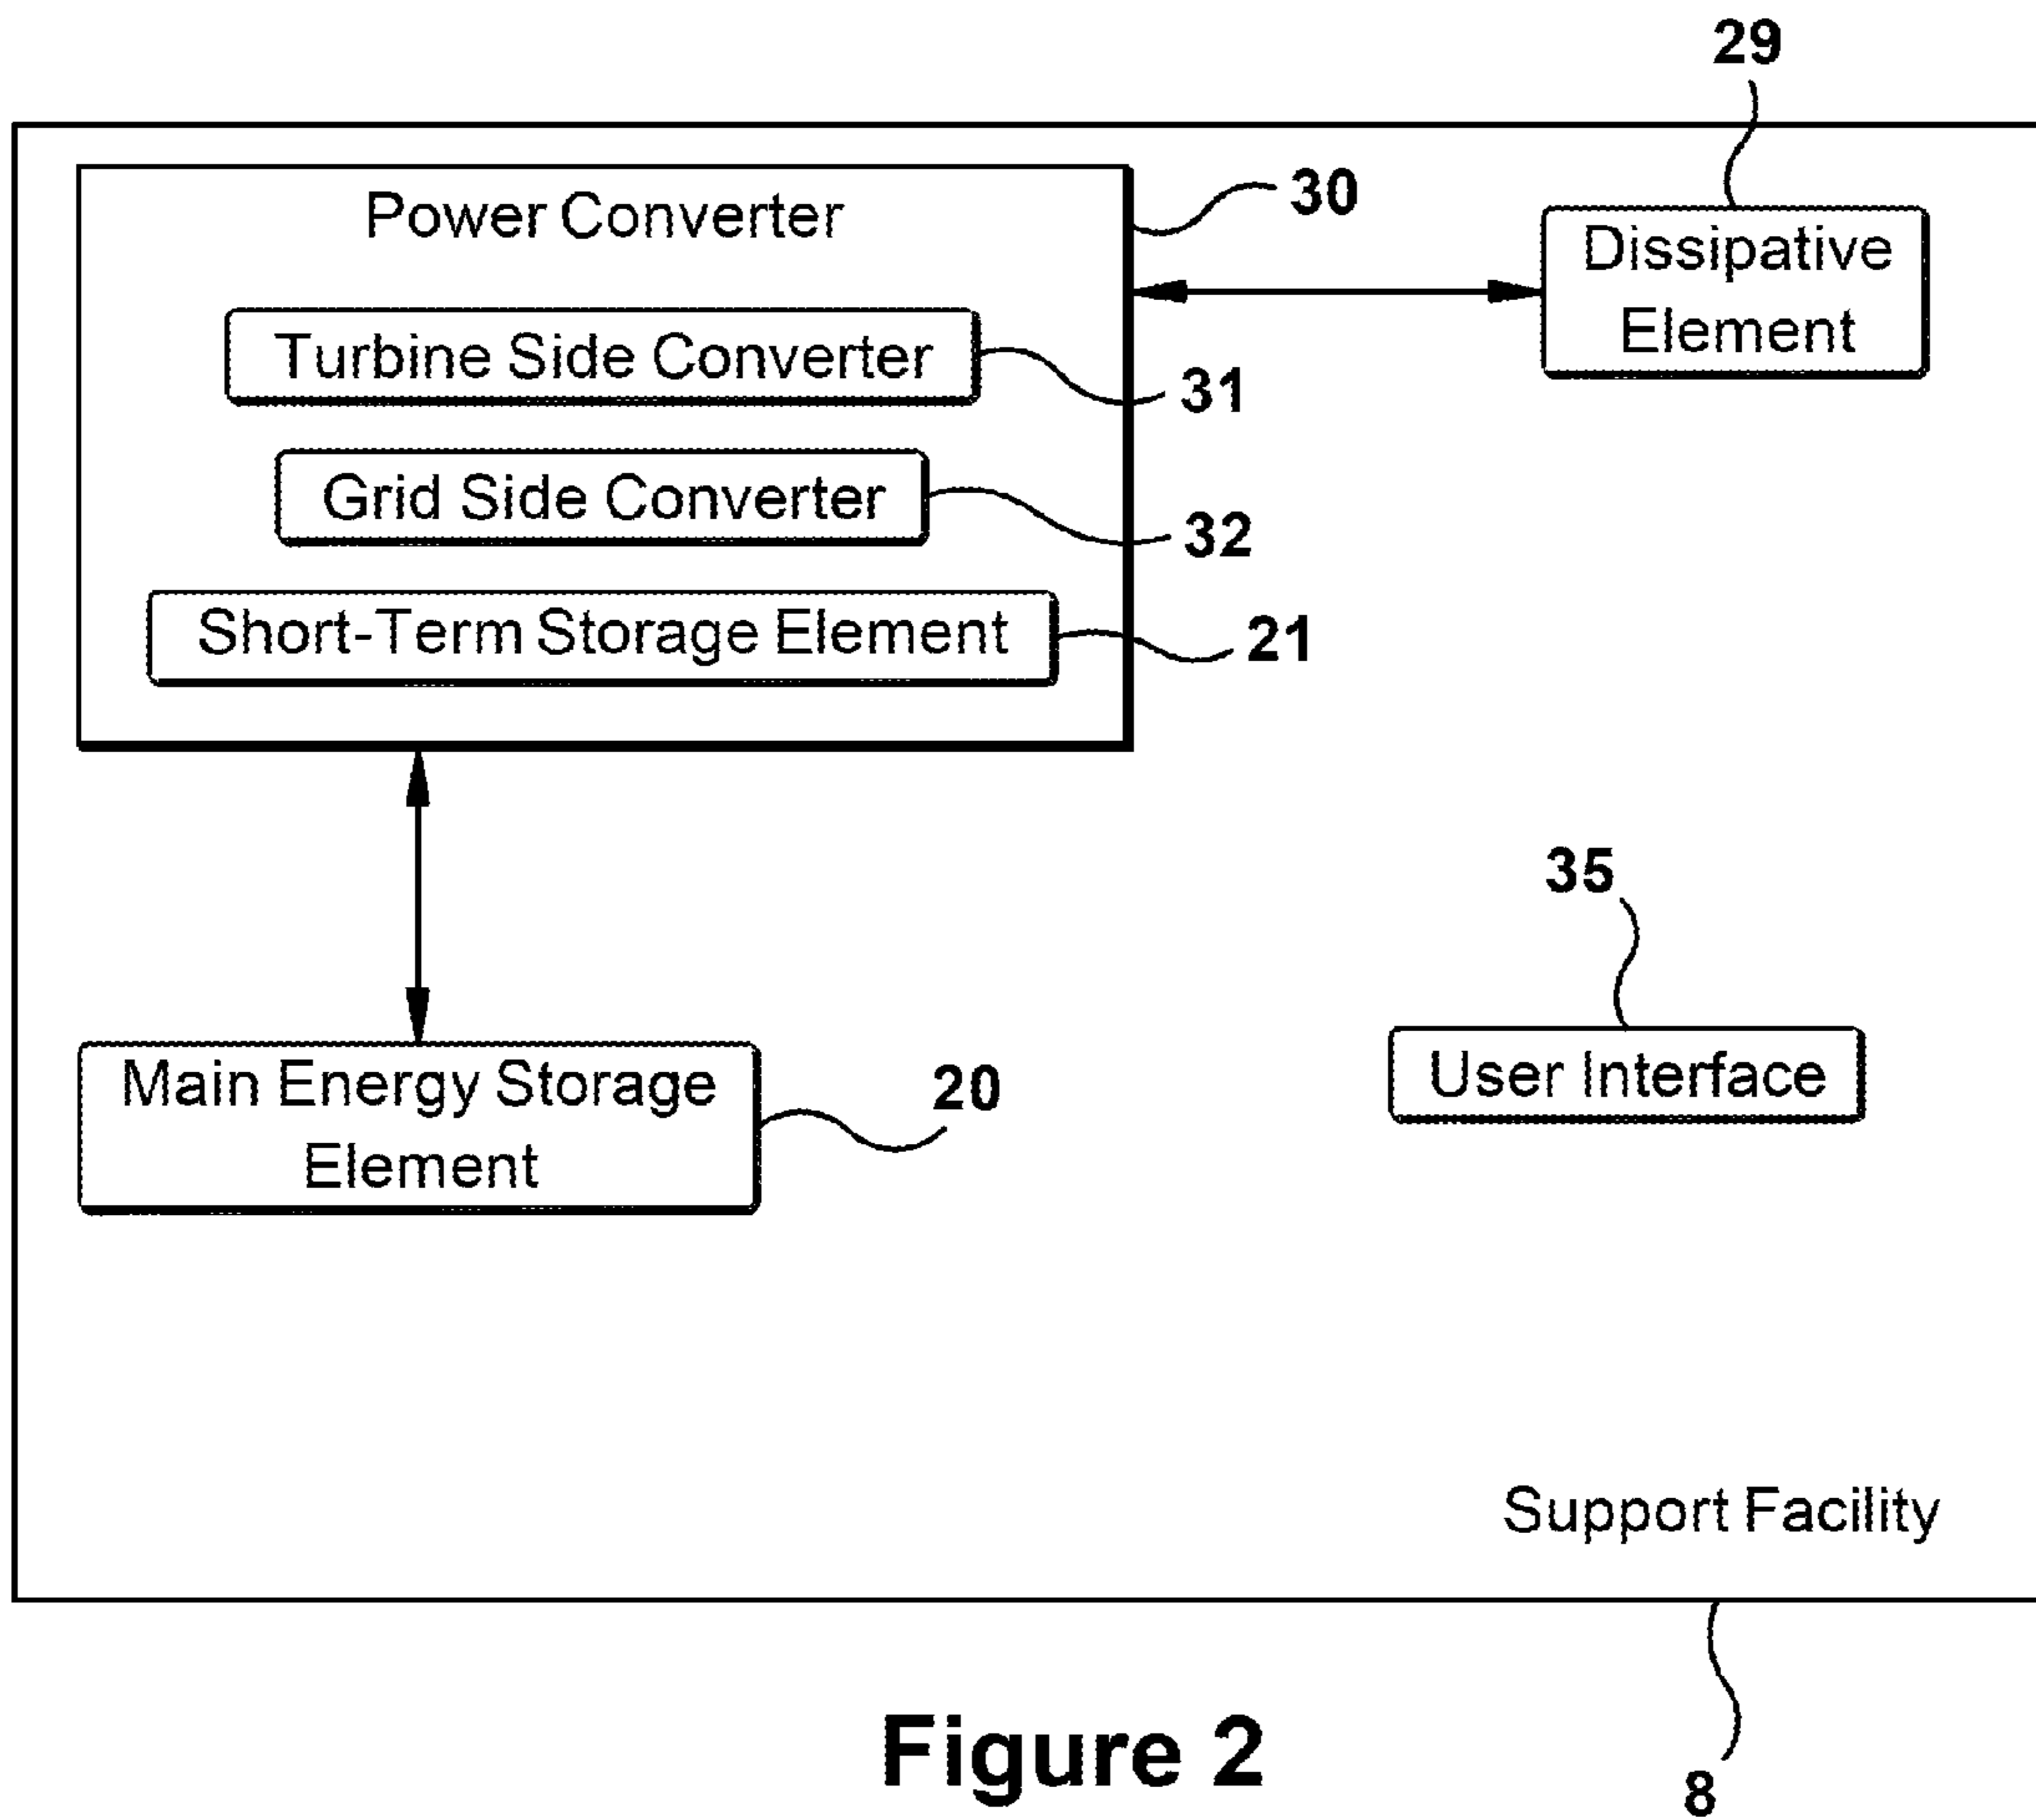 29
Power Converter
30
Dissipative
Element
Turbine Side Converter
31
Grid Side Converter
32
Short-Term Storage Element
21
35
Main Energy Storage
Element
20
User Interface
Support Facility
Figure 2
8